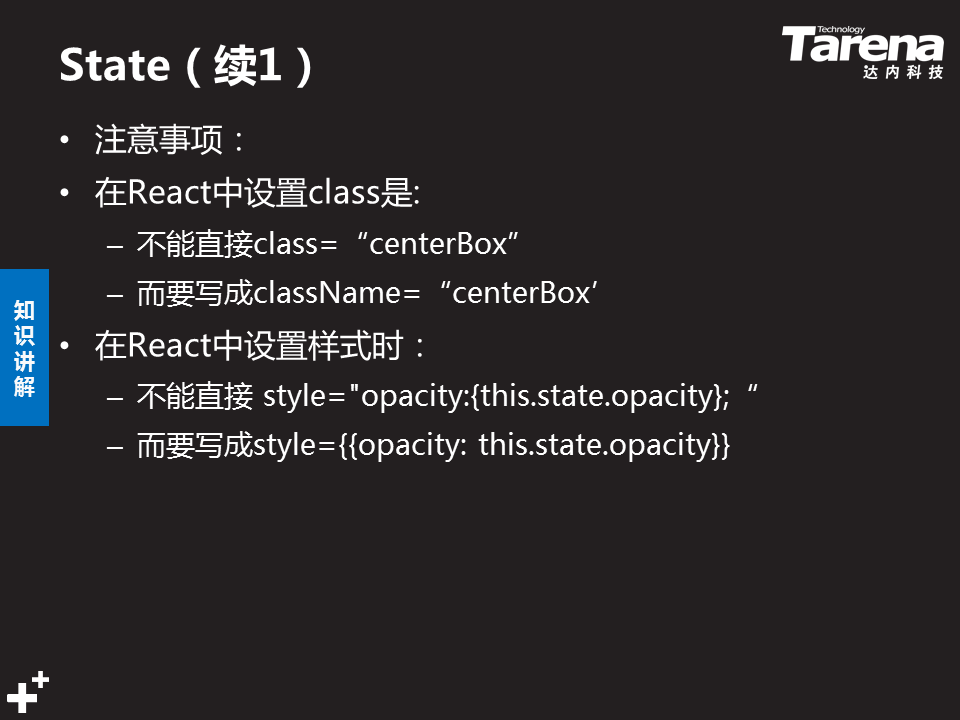 State（续1）
Technology
Tarena
达内科技
• 注意事项：
• 在React中设置class是:
– 不能直接class=“centerBox”
– 而要写成className=“centerBox’
• 在React中设置样式时：
– 不能直接 style="opacity:{this.state.opacity};“
– 而要写成style={{opacity: this.state.opacity}}
知识讲解